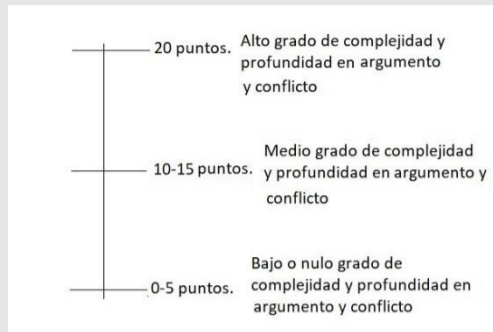 20 puntos. Alto grado de complejidad y
profundidad en argumento
y conflicto
Medio grado de complejidad
10-15 puntos. y profundidad en argumento y
conflicto
Bajo o nulo grado de
0-5 puntos. complejidad y profundidad en
argumento y conflicto